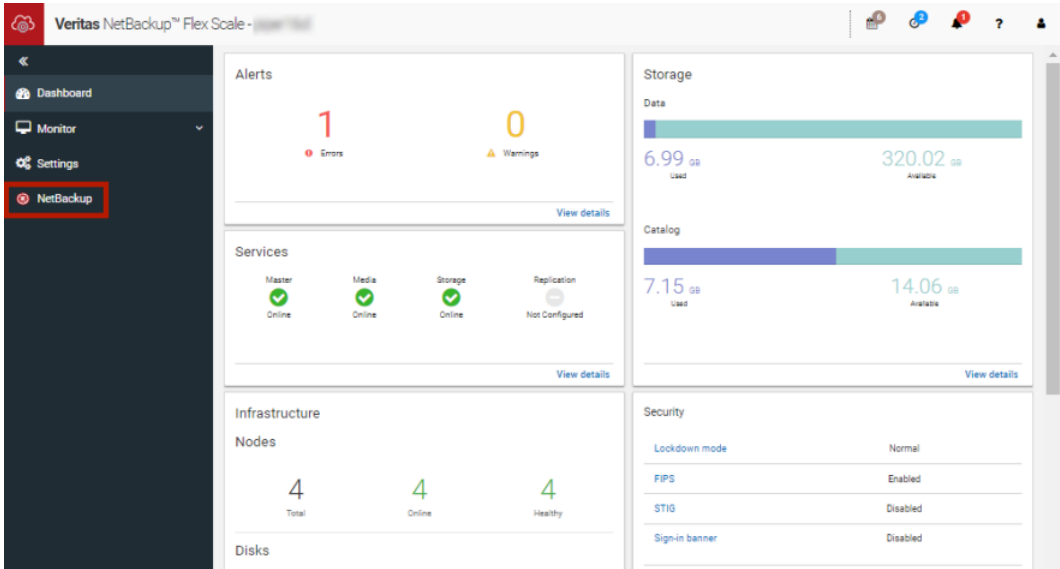 Veritas NetBackup™ Flex Scale -
6
2
?
Dashboard
Monitor
Settings
NetBackup
Alerts
1
Errors
0
Warnings
View details
Services
Master
Online
Media
Online
Storage
Online
Replication
Not Configured
View details
Infrastructure
Nodes
4
Total
4
Online
4
Healthy
Disks
Storage
Data
6.99 GB
Used
320.02 GB
Available
Catalog
7.15 GB
Used
14.06 GB
Available
View details
Security
Lockdown mode Normal
FIPS Enabled
STIG Disabled
Sign-in banner Disabled